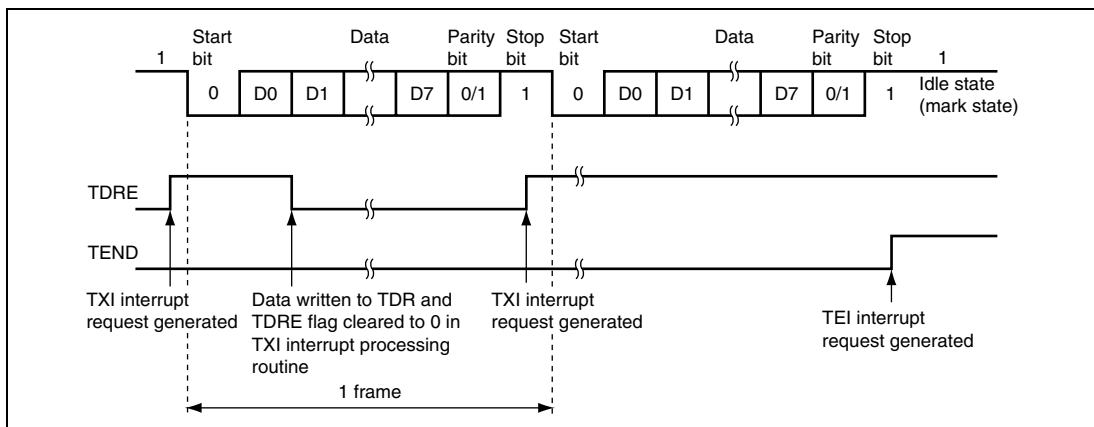 Start bit Data Parity bit Stop bit Start bit Data Parity bit Stop bit
1 0 D0 D1 D7 0/1 1 0 D0 D1 D7 0/1 1 1
Idle state
(mark state)
TDRE
TEND
TXI interrupt
request generated
Data written to TDR and
TDRE flag cleared to 0 in
TXI interrupt processing
routine
TXI interrupt
request generated
TEI interrupt
request generated
1 frame